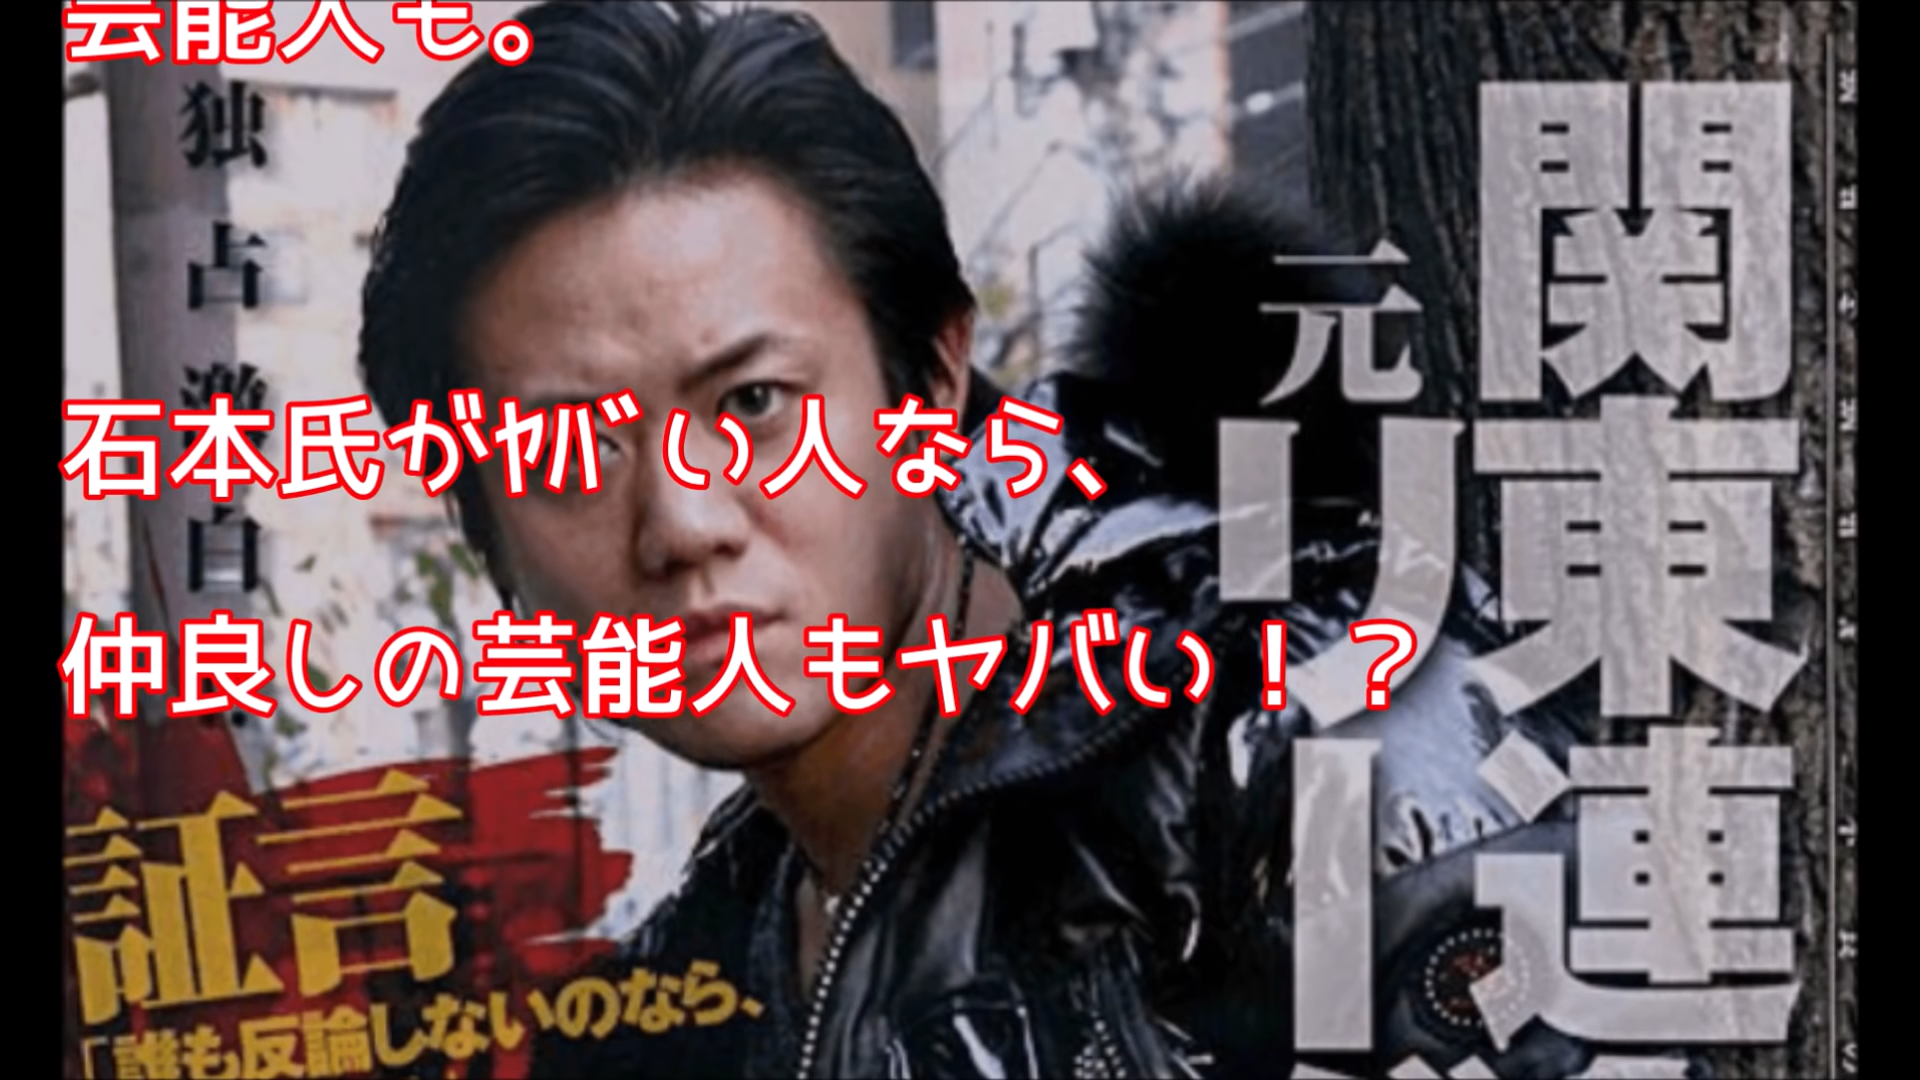 芸能人も。
石本氏がﾔﾊﾞい人なら、
仲良しの芸能人もヤバい！？
関東連
元リー
独占激白
証言
「誰も反論しないのなら、